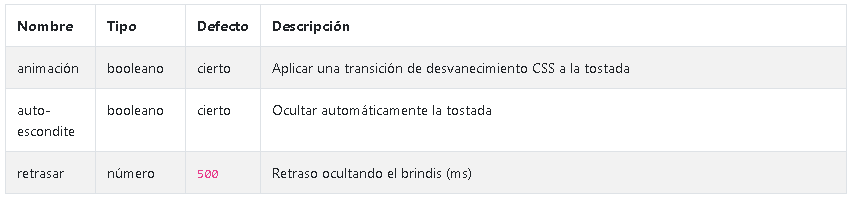 Nombre Tipo Defecto Descripción
animación booleano cierto Aplicar una transición de desvanecimiento CSS a la tostada
auto-
escondite booleano cierto Ocultar automáticamente la tostada
retrasar número 500 Retraso ocultando el brindis (ms)